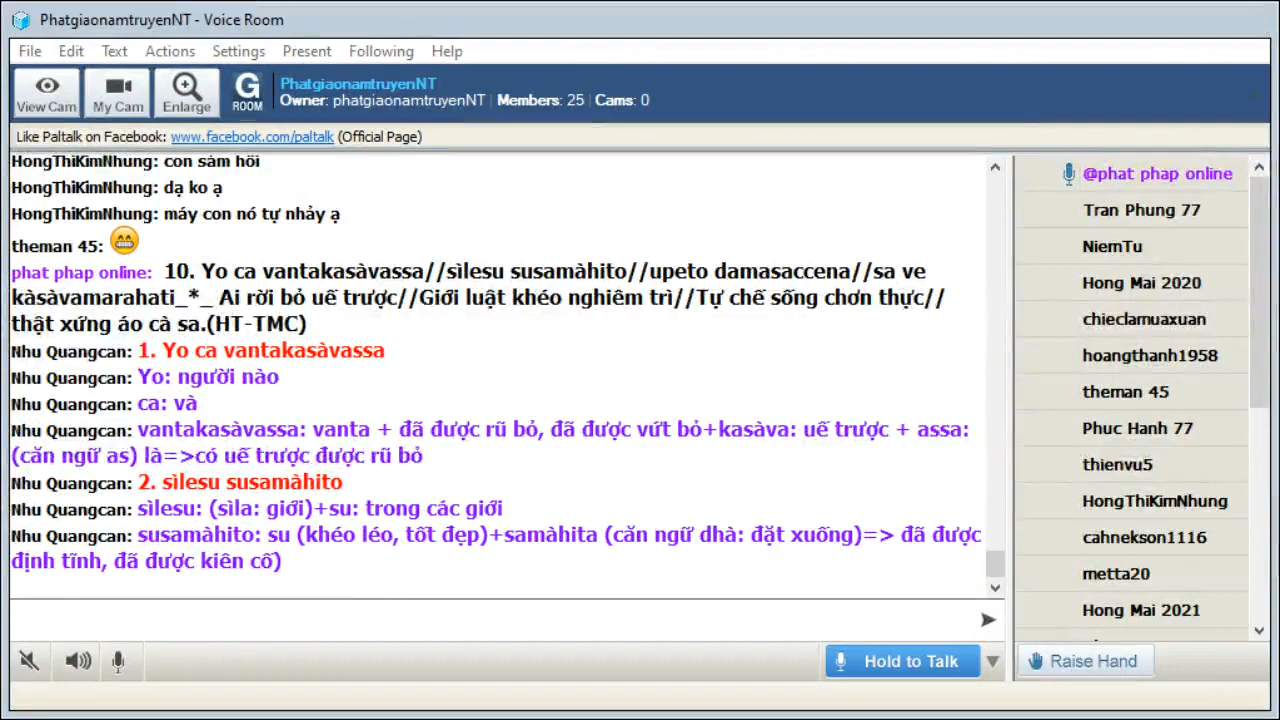 PhatgiaonamtruyenNT - Voice Room
File Edit Text Actions Settings Present Following Help
View Cam My Cam Enlarge G ROOM
PhatgiaonamtruyenNT
Owner: phatgiaonamtruyenNT | Members: 25 | Cams: 0
Like Paltalk on Facebook: www.facebook.com/paltalk (Official Page)
HongThiKimNhung: con sám hối
HongThiKimNhung: dạ ko ạ
HongThiKimNhung: máy con nó tự nhảy ạ
theman 45:
phat phap online: 10. Yo ca vantakasàvassa//sìlesu susamàhito//upeto damasaccena//sa ve
kàsàvamarahati_*_ Ai rời bỏ uế trược//Giới luật khéo nghiêm trì//Tự chế sống chơn thực//
thật xứng áo cà sa.(HT-TMC)
Nhu Quangcan: 1. Yo ca vantakasàvassa
Nhu Quangcan: Yo: người nào
Nhu Quangcan: ca: và
Nhu Quangcan: vantakasàvassa: vanta + đã được rũ bỏ, đã được vứt bỏ+kasàva: uế trược + assa:
(căn ngữ as) là=>có uế trược được rũ bỏ
Nhu Quangcan: 2. sìlesu susamàhito
Nhu Quangcan: sìlesu: (sìla: giới)+su: trong các giới
Nhu Quangcan: susamàhito: su (khéo léo, tốt đẹp)+samàhita (căn ngữ dhà: đặt xuống)=> đã được
định tĩnh, đã được kiên cố)
@phat phap online
Tran Phung 77
NiemTu
Hong Mai 2020
chieclamuaxuan
hoangthanh1958
theman 45
Phuc Hanh 77
thienvu5
HongThiKimNhung
cahnekson1116
metta20
Hong Mai 2021
Hold to Talk
Raise Hand